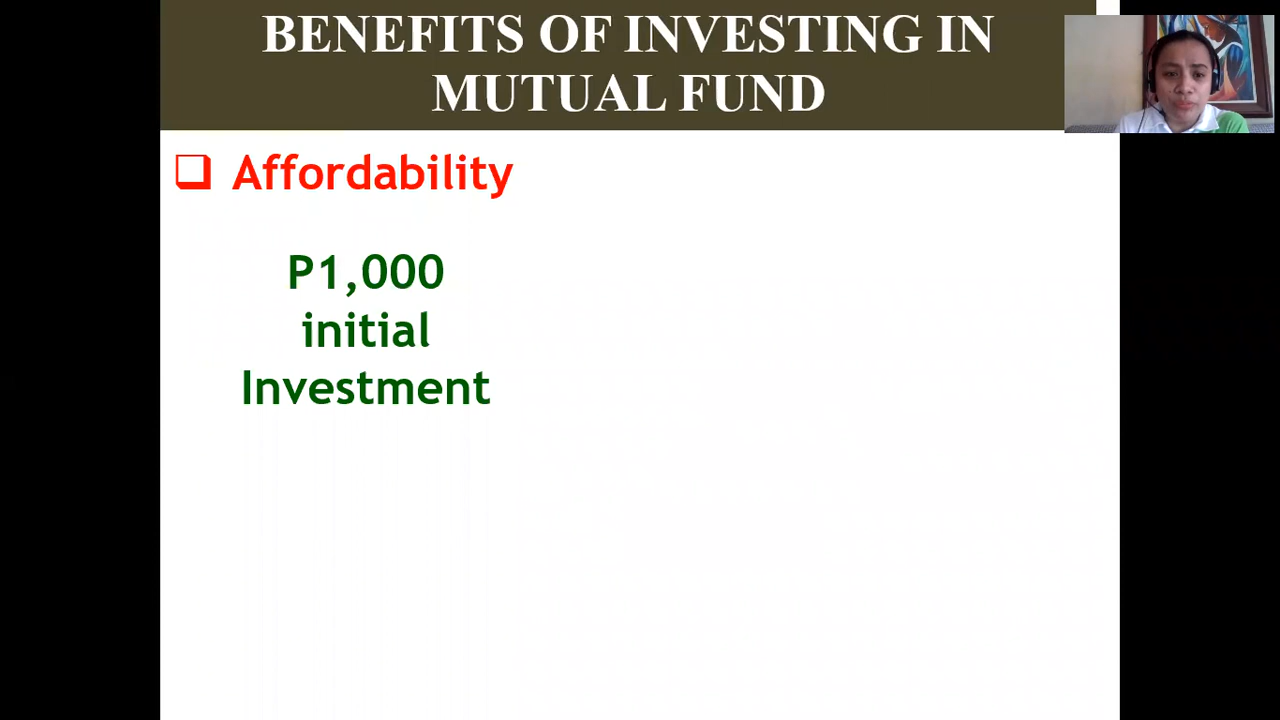 BENEFITS OF INVESTING IN
MUTUAL FUND
Affordability
P1,000
initial
Investment